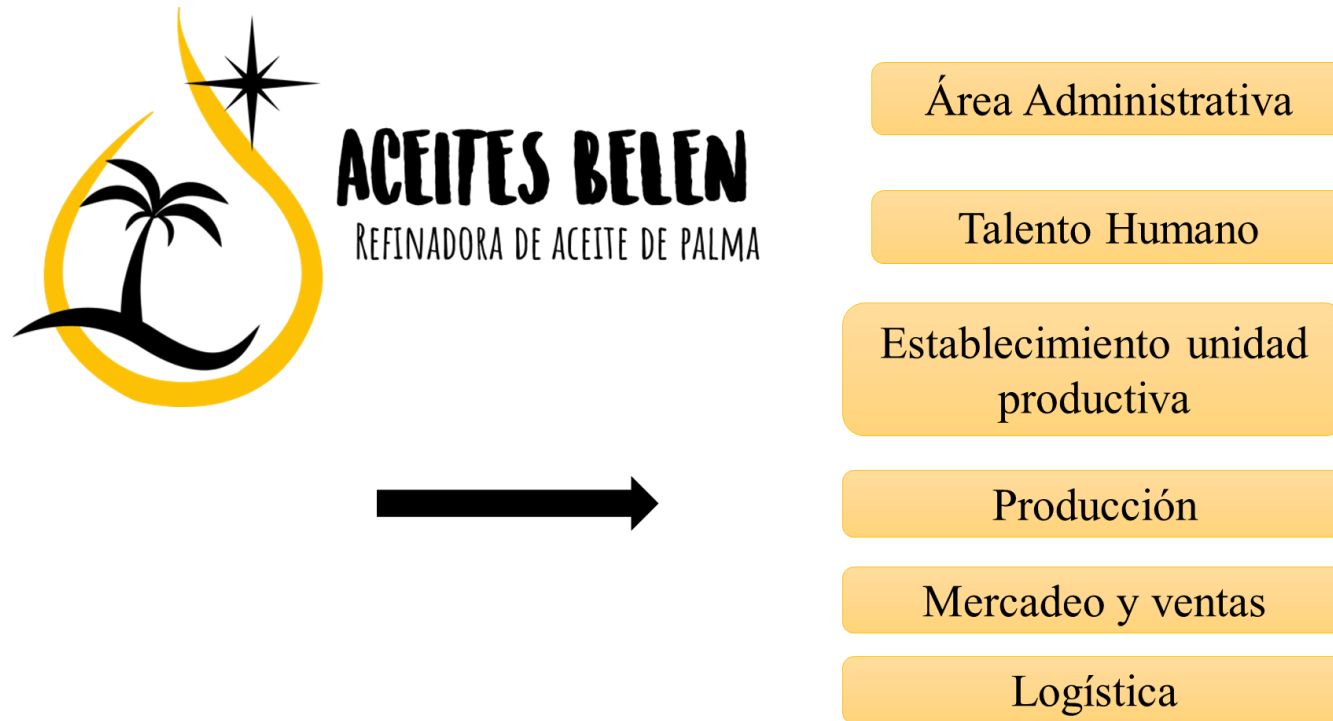 ACEITES BELEN
REFINADORA DE ACEITE DE PALMA
Área Administrativa
Talento Humano
Establecimiento unidad
productiva
Producción
Mercadeo y ventas
Logística